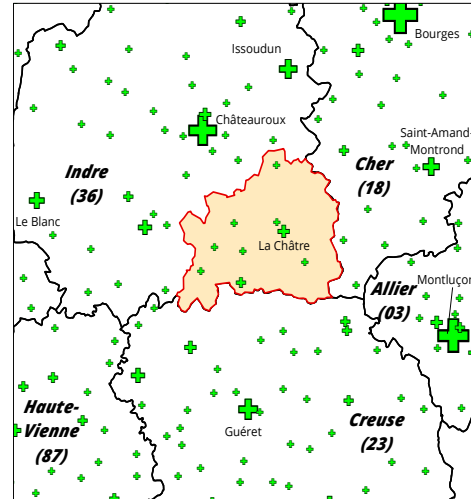 Bourges
Issoudun
Châteauroux
Saint-Amand-
Montrond
Indre
(36)
Cher
(18)
Le Blanc
La Châtre
Allier
(03)
Montluçon
Haute-
Vienne
(87)
Guéret
Creuse
(23)